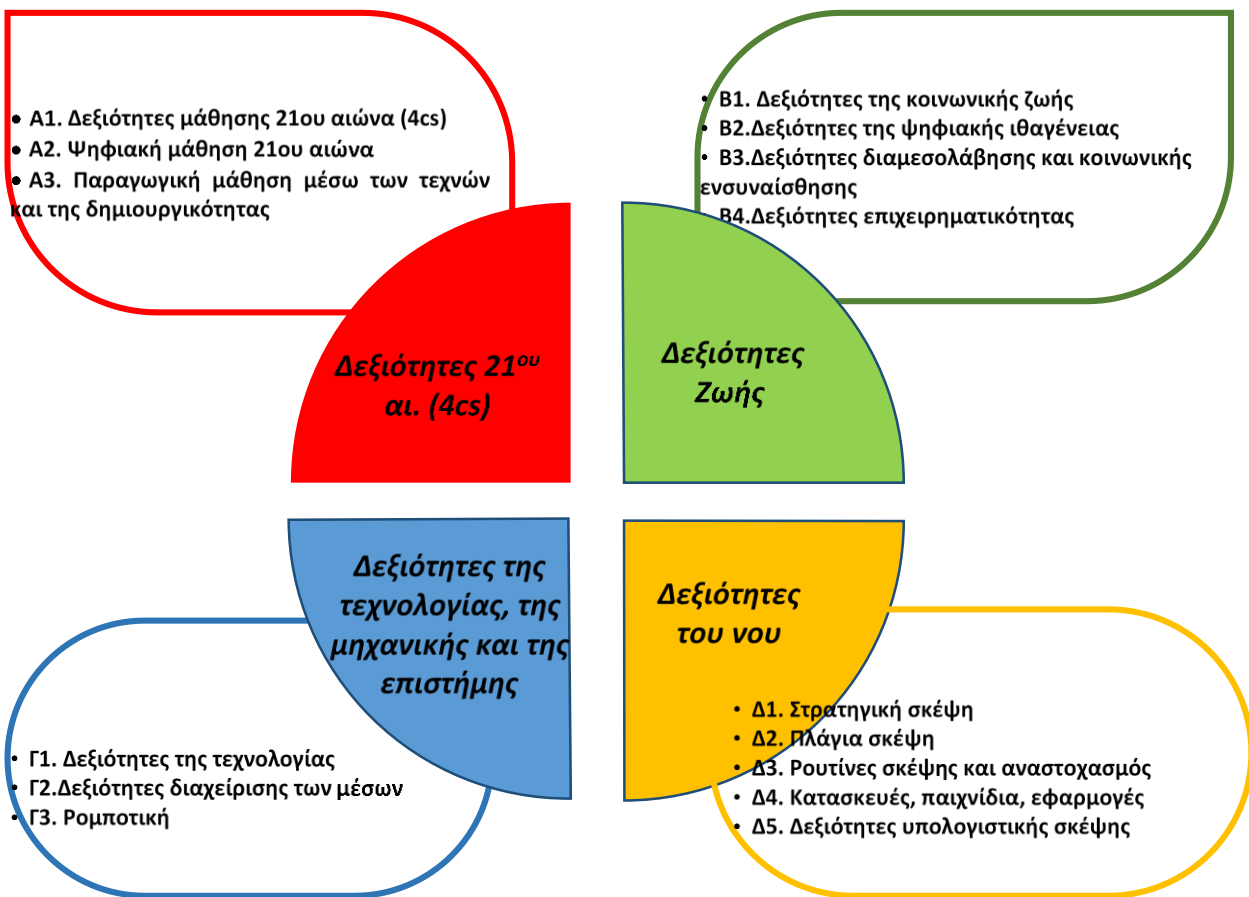 • Α1. Δεξιότητες μάθησης 21ου αιώνα (4cs)
• Α2. Ψηφιακή μάθηση 21ου αιώνα
• Α3. Παραγωγική μάθηση μέσω των τεχνών
και της δημιουργικότητας
• Β1. Δεξιότητες της κοινωνικής ζωής
• Β2.Δεξιότητες της ψηφιακής ιθαγένειας
• Β3.Δεξιότητες διαμεσολάβησης και κοινωνικής
ενσυναίσθησης
• Β4.Δεξιότητες επιχειρηματικότητας
Δεξιότητες 21ου
αι. (4cs)
Δεξιότητες
Ζωής
Δεξιότητες της
τεχνολογίας, της
μηχανικής και της
επιστήμης
Δεξιότητες
του νου
• Γ1. Δεξιότητες της τεχνολογίας
• Γ2.Δεξιότητες διαχείρισης των μέσων
• Γ3. Ρομποτική
• Δ1. Στρατηγική σκέψη
• Δ2. Πλάγια σκέψη
• Δ3. Ρουτίνες σκέψης και αναστοχασμός
• Δ4. Κατασκευές, παιχνίδια, εφαρμογές
• Δ5. Δεξιότητες υπολογιστικής σκέψης